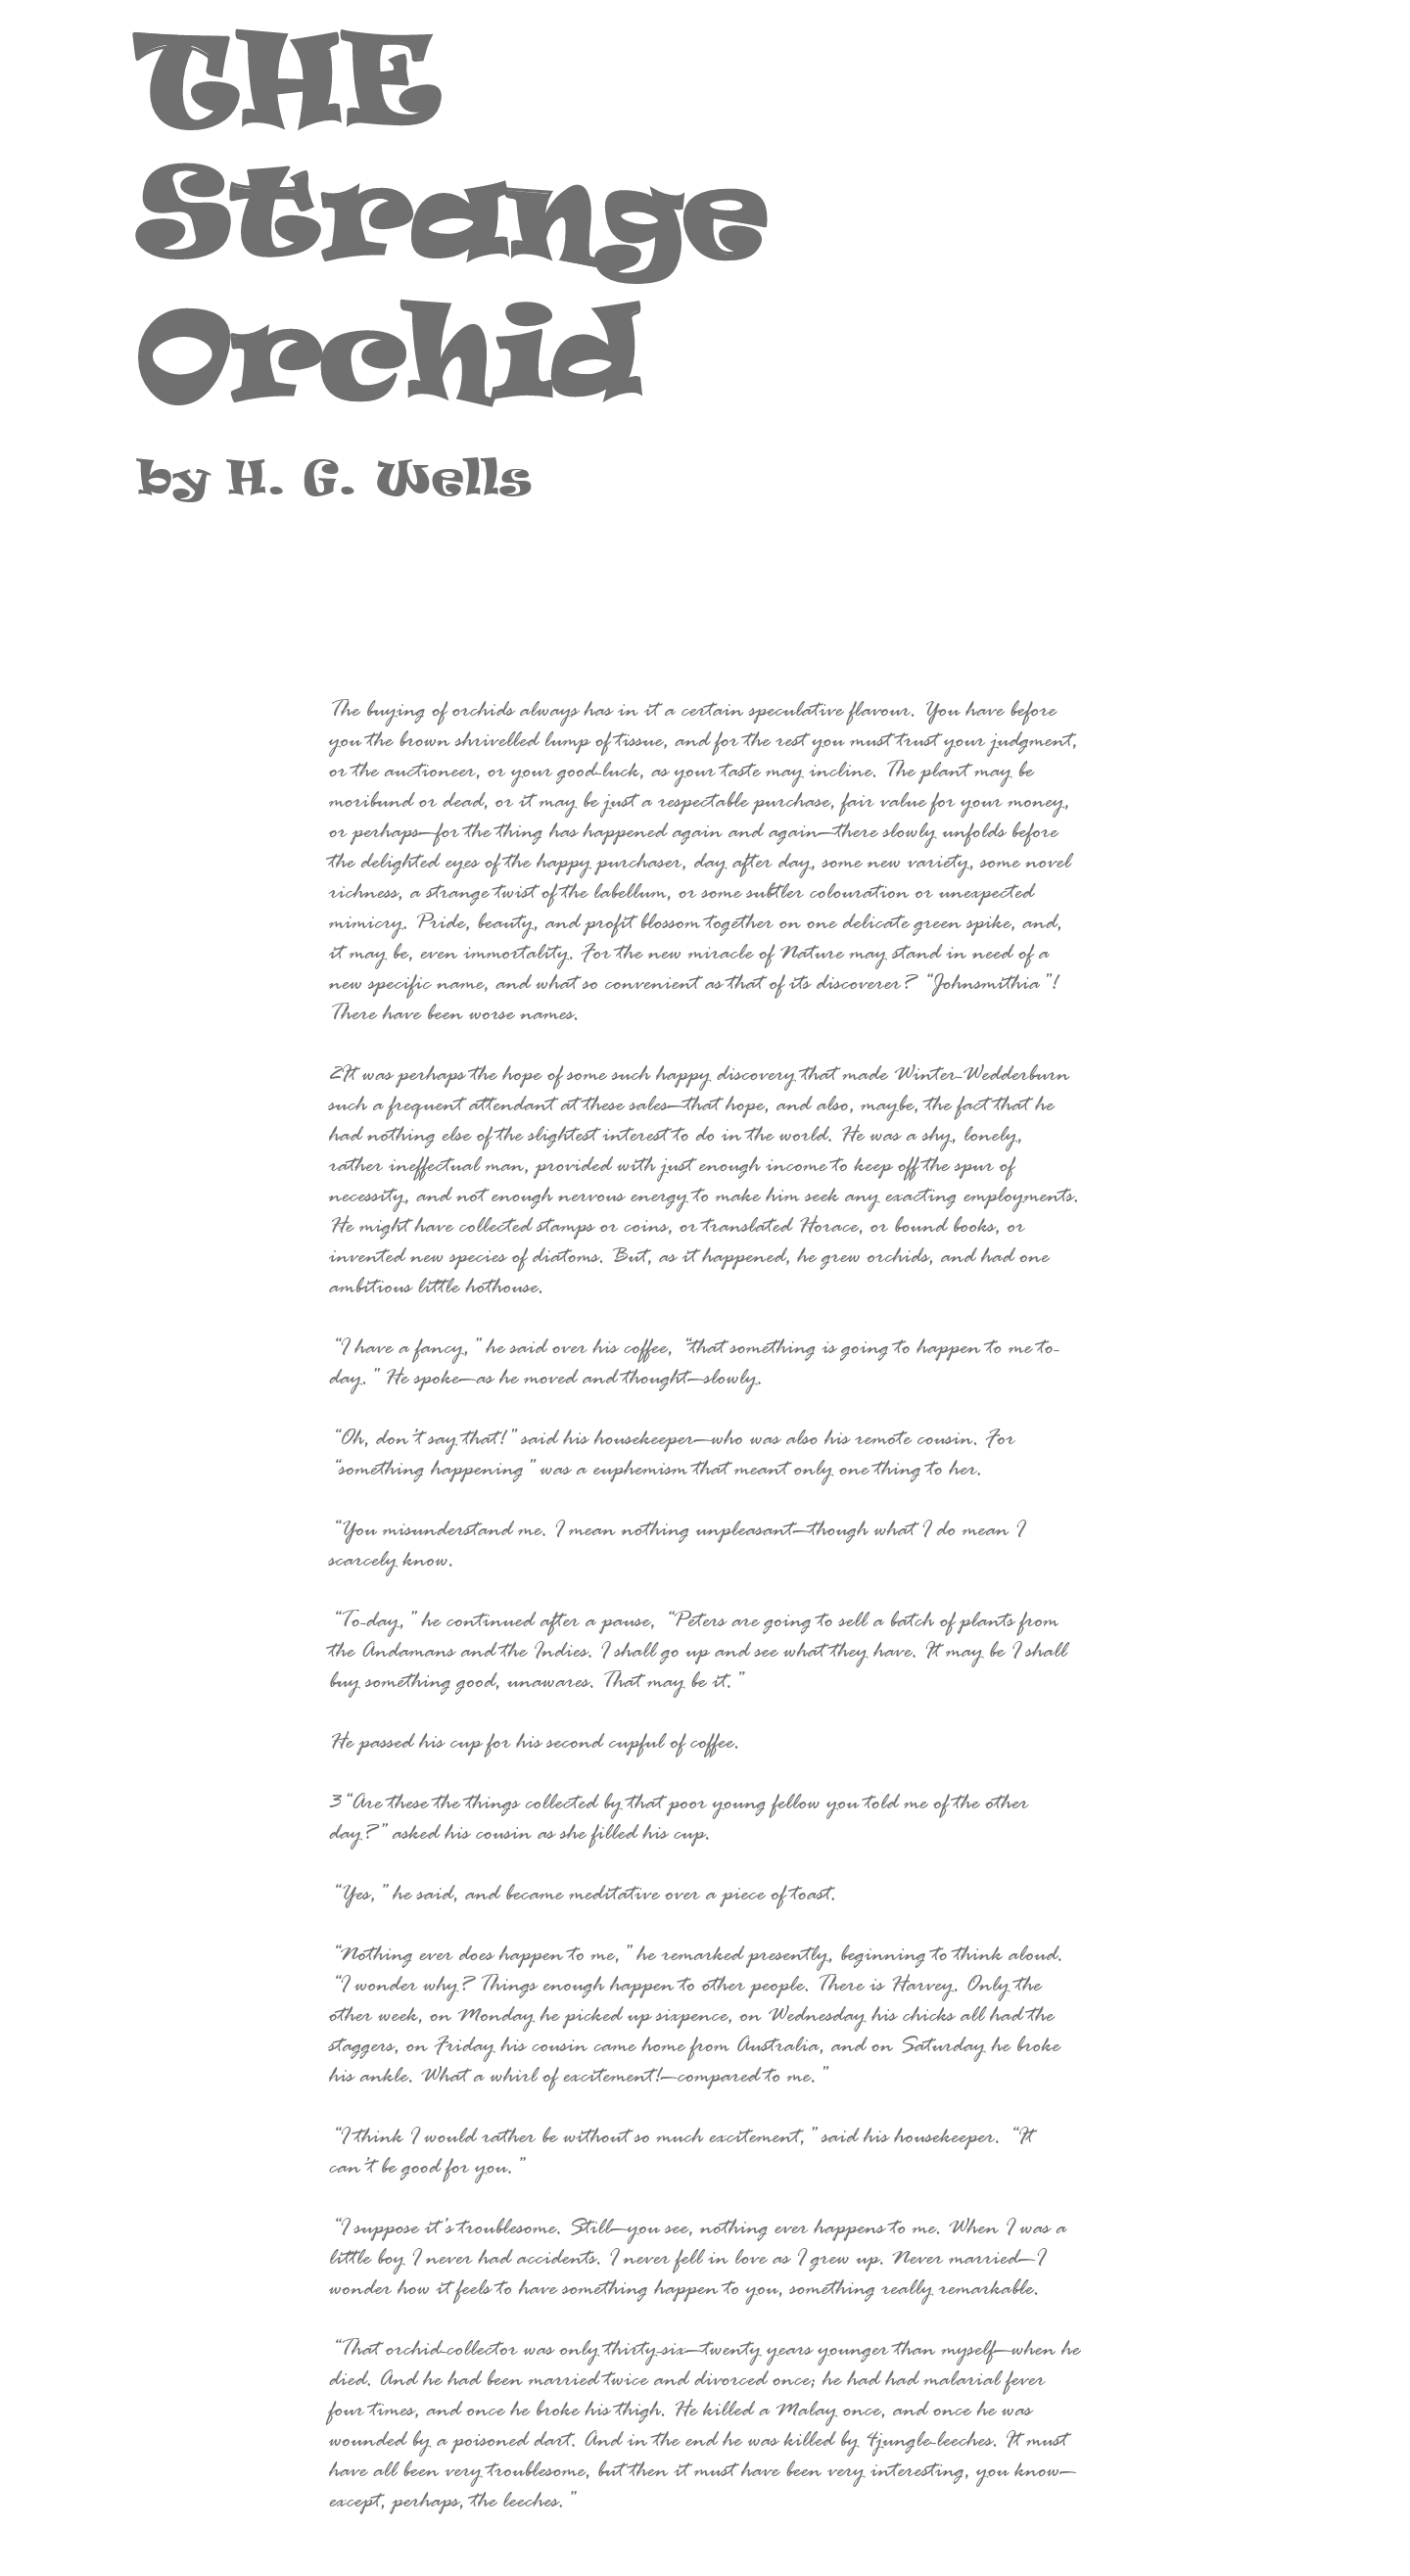 THE
Strange
Orchid
by H. G. Wells
The buying of orchids always has in it a certain speculative flavour. You have before
you the brown shrivelled lump of tissue, and for the rest you must trust your judgment,
or the auctioneer, or your good-luck, as your taste may incline. The plant may be
moribund or dead, or it may be just a respectable purchase, fair value for your money,
or perhaps—for the thing has happened again and again—there slowly unfolds before
the delighted eyes of the happy purchaser, day after day, some new variety, some novel
richness, a strange twist of the labellum, or some subtler colouration or unexpected
mimicry. Pride, beauty, and profit blossom together on one delicate green spike, and,
it may be, even immortality. For the new miracle of Nature may stand in need of a
new specific name, and what so convenient as that of its discoverer? “Johnsmithia”!
There have been worse names.
2It was perhaps the hope of some such happy discovery that made Winter-Wedderburn
such a frequent attendant at these sales—that hope, and also, maybe, the fact that he
had nothing else of the slightest interest to do in the world. He was a shy, lonely,
rather ineffectual man, provided with just enough income to keep off the spur of
necessity, and not enough nervous energy to make him seek any exacting employments.
He might have collected stamps or coins, or translated Horace, or bound books, or
invented new species of diatoms. But, as it happened, he grew orchids, and had one
ambitious little hothouse.
“I have a fancy,” he said over his coffee, “that something is going to happen to me to-
day.” He spoke—as he moved and thought—slowly.
“Oh, don’t say that!” said his housekeeper—who was also his remote cousin. For
“something happening” was a euphemism that meant only one thing to her.
“You misunderstand me. I mean nothing unpleasant—though what I do mean I
scarcely know.
“To-day,” he continued after a pause, “Peters are going to sell a batch of plants from
the Andamans and the Indies. I shall go up and see what they have. It may be I shall
buy something good, unawares. That may be it.”
He passed his cup for his second cupful of coffee.
3“Are these the things collected by that poor young fellow you told me of the other
day?” asked his cousin as she filled his cup.
“Yes,” he said, and became meditative over a piece of toast.
“Nothing ever does happen to me,” he remarked presently, beginning to think aloud.
“I wonder why? Things enough happen to other people. There is Harvey. Only the
other week, on Monday he picked up sixpence, on Wednesday his chicks all had the
staggers, on Friday his cousin came home from Australia, and on Saturday he broke
his ankle. What a whirl of excitement!—compared to me.”
“I think I would rather be without so much excitement,” said his housekeeper. “It
can’t be good for you.”
“I suppose it’s troublesome. Still—you see, nothing ever happens to me. When I was a
little boy I never had accidents. I never fell in love as I grew up. Never married—I
wonder how it feels to have something happen to you, something really remarkable.
“That orchid-collector was only thirty-six—twenty years younger than myself—when he
died. And he had been married twice and divorced once; he had had malarial fever
four times, and once he broke his thigh. He killed a Malay once, and once he was
wounded by a poisoned dart. And in the end he was killed by 4jungle-leeches. It must
have all been very troublesome, but then it must have been very interesting, you know—
except, perhaps, the leeches.”